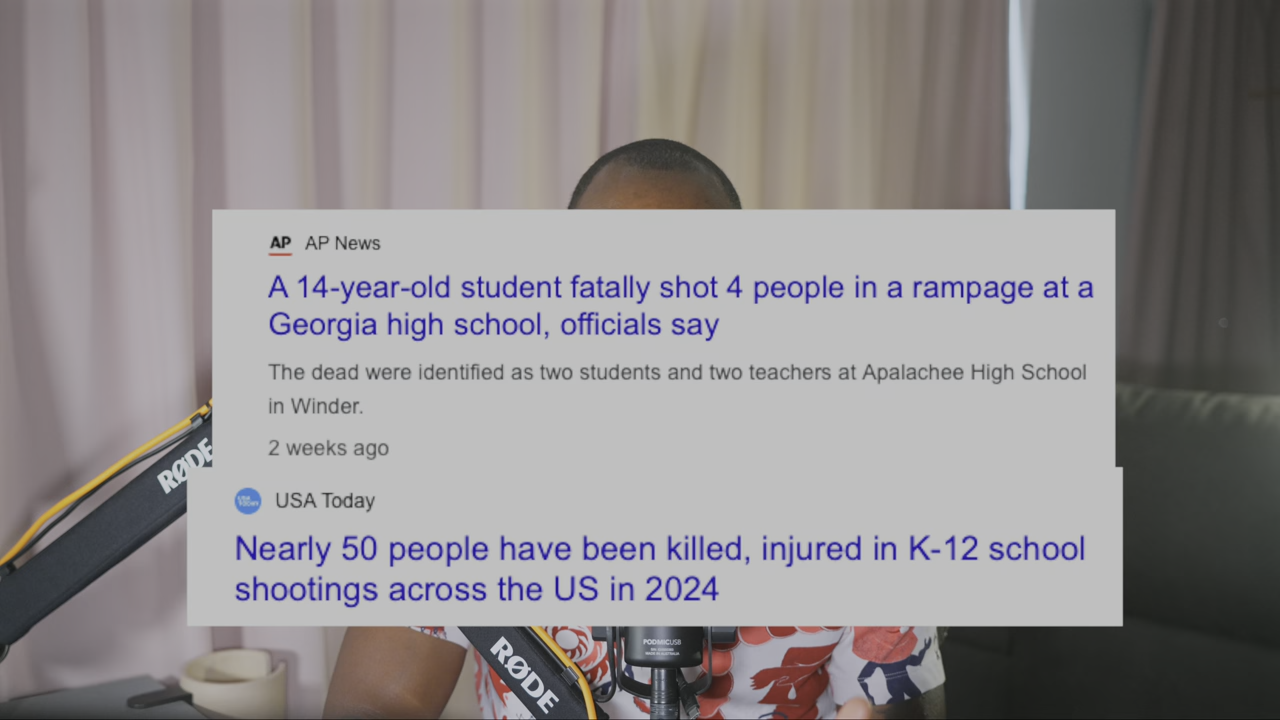 AP AP News
A 14-year-old student fatally shot 4 people in a rampage at a
Georgia high school, officials say
The dead were identified as two students and two teachers at Apalachee High School
in Winder.
2 weeks ago
RØDE
USA TODAY USA Today
Nearly 50 people have been killed, injured in K-12 school
shootings across the US in 2024
RØDE
PODMICUSB